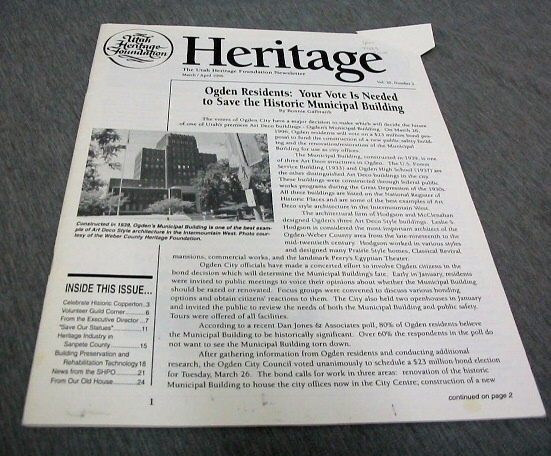 The
Utah
Heritage
Foundation
Heritage
The Utah Heritage Foundation Newsletter
March / April 1996
Vol. 30, Number 2
Ogden Residents: Your Vote Is Needed
to Save the Historic Municipal Building
By Bonnie Galbraith
The voters of Ogden City have a major decision to make which will decide the future
of one of Utah's premiere Art Deco buildings - Ogden's Municipal Building. On March 26,
1996, Ogden residents will vote on a $23 million bond pro-
posal to fund the construction of a new public safety build-
ing and the renovation/restoration of the Municipal
Building for use as city offices.
The Municipal Building, constructed in 1939, is one
of three Art Deco structures in Ogden. The U.S. Forest
Service Building (1933) and Ogden High School (1937) are
the other distinguished Art Deco buildings in the city.
These buildings were constructed through federal public
works programs during the Great Depression of the 1930s.
All three buildings are listed on the National Register of
Historic Places and are some of the best examples of Art
Deco style architecture in the Intermountain West.
The architectural firm of Hodgson and McClenahan
designed Ogden's three Art Deco Style buildings. Leslie S.
Hodgson is considered the most important architect of the
Ogden-Weber County area from the late-nineteenth to the
mid-twentieth century. Hodgson worked in various styles
and designed many Prairie Style homes, Classical Revival
mansions, commercial works, and the landmark Peery's Egyptian Theater.
Ogden City officials have made a concerted effort to involve Ogden citizens in the
bond decision which will determine the Municipal Building's fate. Early in January, residents
were invited to public meetings to voice their opinions about whether the Municipal Building
should be razed or renovated. Focus groups were convened to discuss various bonding
options and obtain citizens' reactions to them. The City also held two openhouses in January
and invited the public to review the needs of both the Municipal Building and public safety.
Tours were offered of all facilities.
According to a recent Dan Jones & Associates poll, 80% of Ogden residents believe
the Municipal Building to be historically significant. Over 60% the respondents in the poll do
not want to see the Municipal Building torn down.
After gathering information from Ogden residents and conducting additional
research, the Ogden City Council voted unanimously to schedule a $23 million bond election
for Tuesday, March 26. The bond calls for work in three areas: renovation of the historic
Municipal Building to house the city offices now in the City Centre; construction of a new
continued on page 2
Constructed in 1939, Ogden's Municipal Building is one of the best exam-
ple of Art Deco Style architecture in the Intermountain West. Photo cour-
tesy of the Weber County Heritage Foundation.
INSIDE THIS ISSUE...
Celebrate Historic Copperton..3
Volunteer Guild Corner..........6
From the Executive Director...7
"Save Our Statues"..............11
Heritage Industry in
Sanpete County..............15
Building Preservation and
Rehabilitation Technology18
News from the SHPO..........21
From Our Old House...........24
1